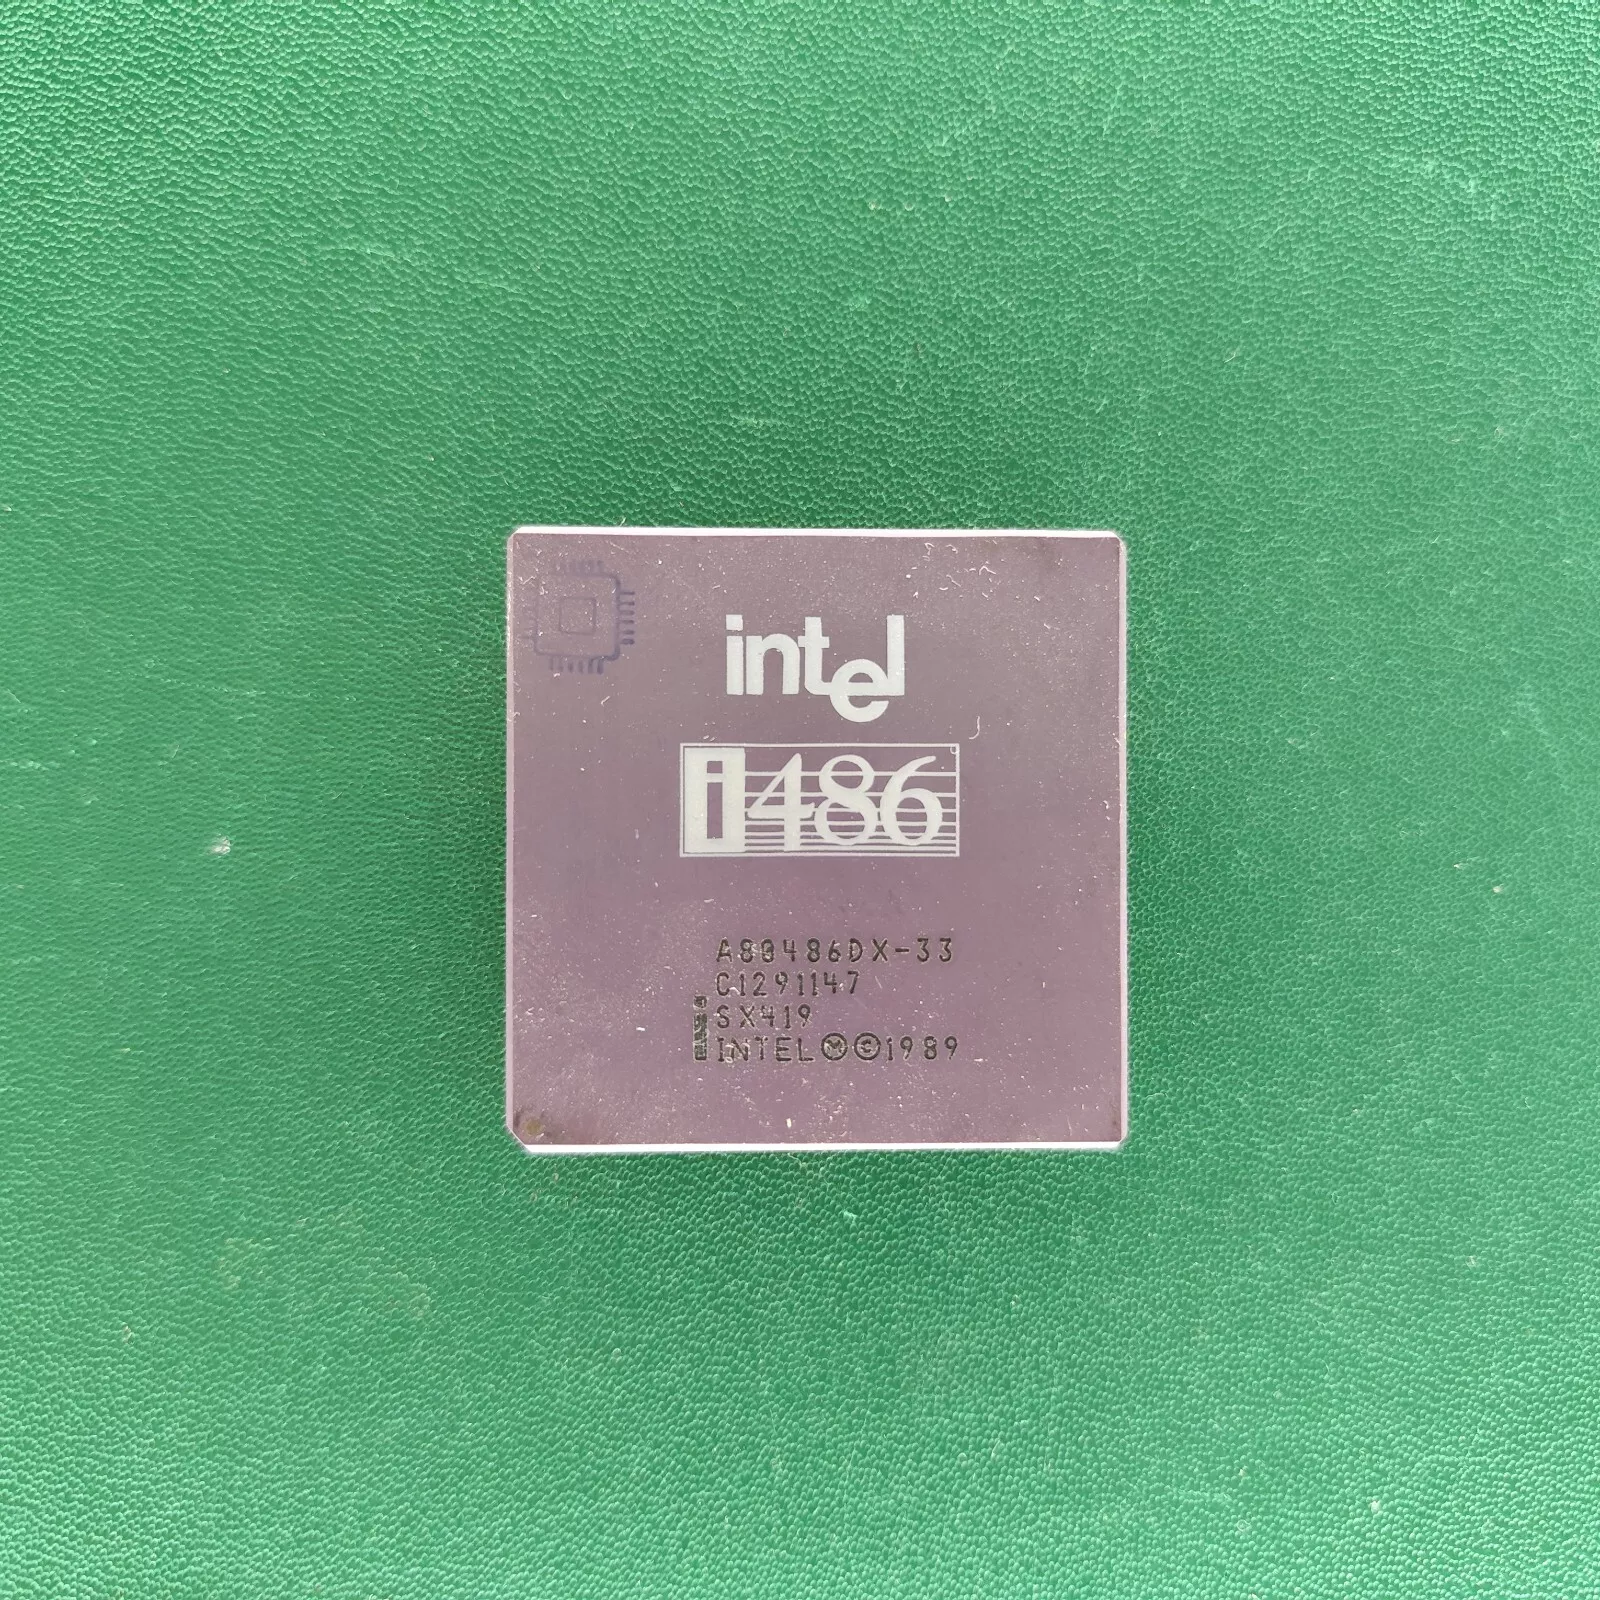 intel
i486
A80486DX-33
C1291147
SX419
INTEL Ⓜ©1989